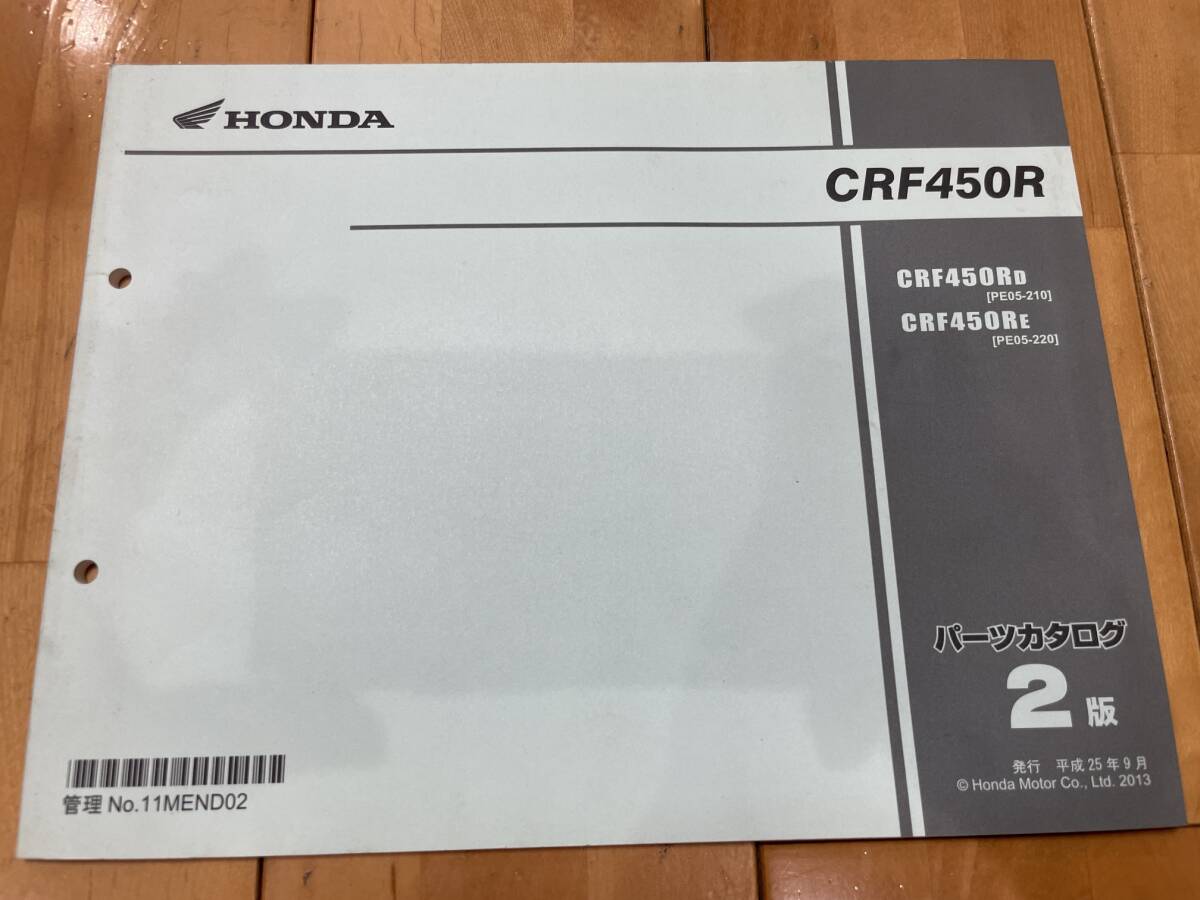 HONDA
CRF450R
CRF450RD
[PE05-210]
CRF450RE
[PE05-220]
パーツカタログ
2版
発行 平成25年9月
© Honda Motor Co., Ltd. 2013
管理 No.11MEND02